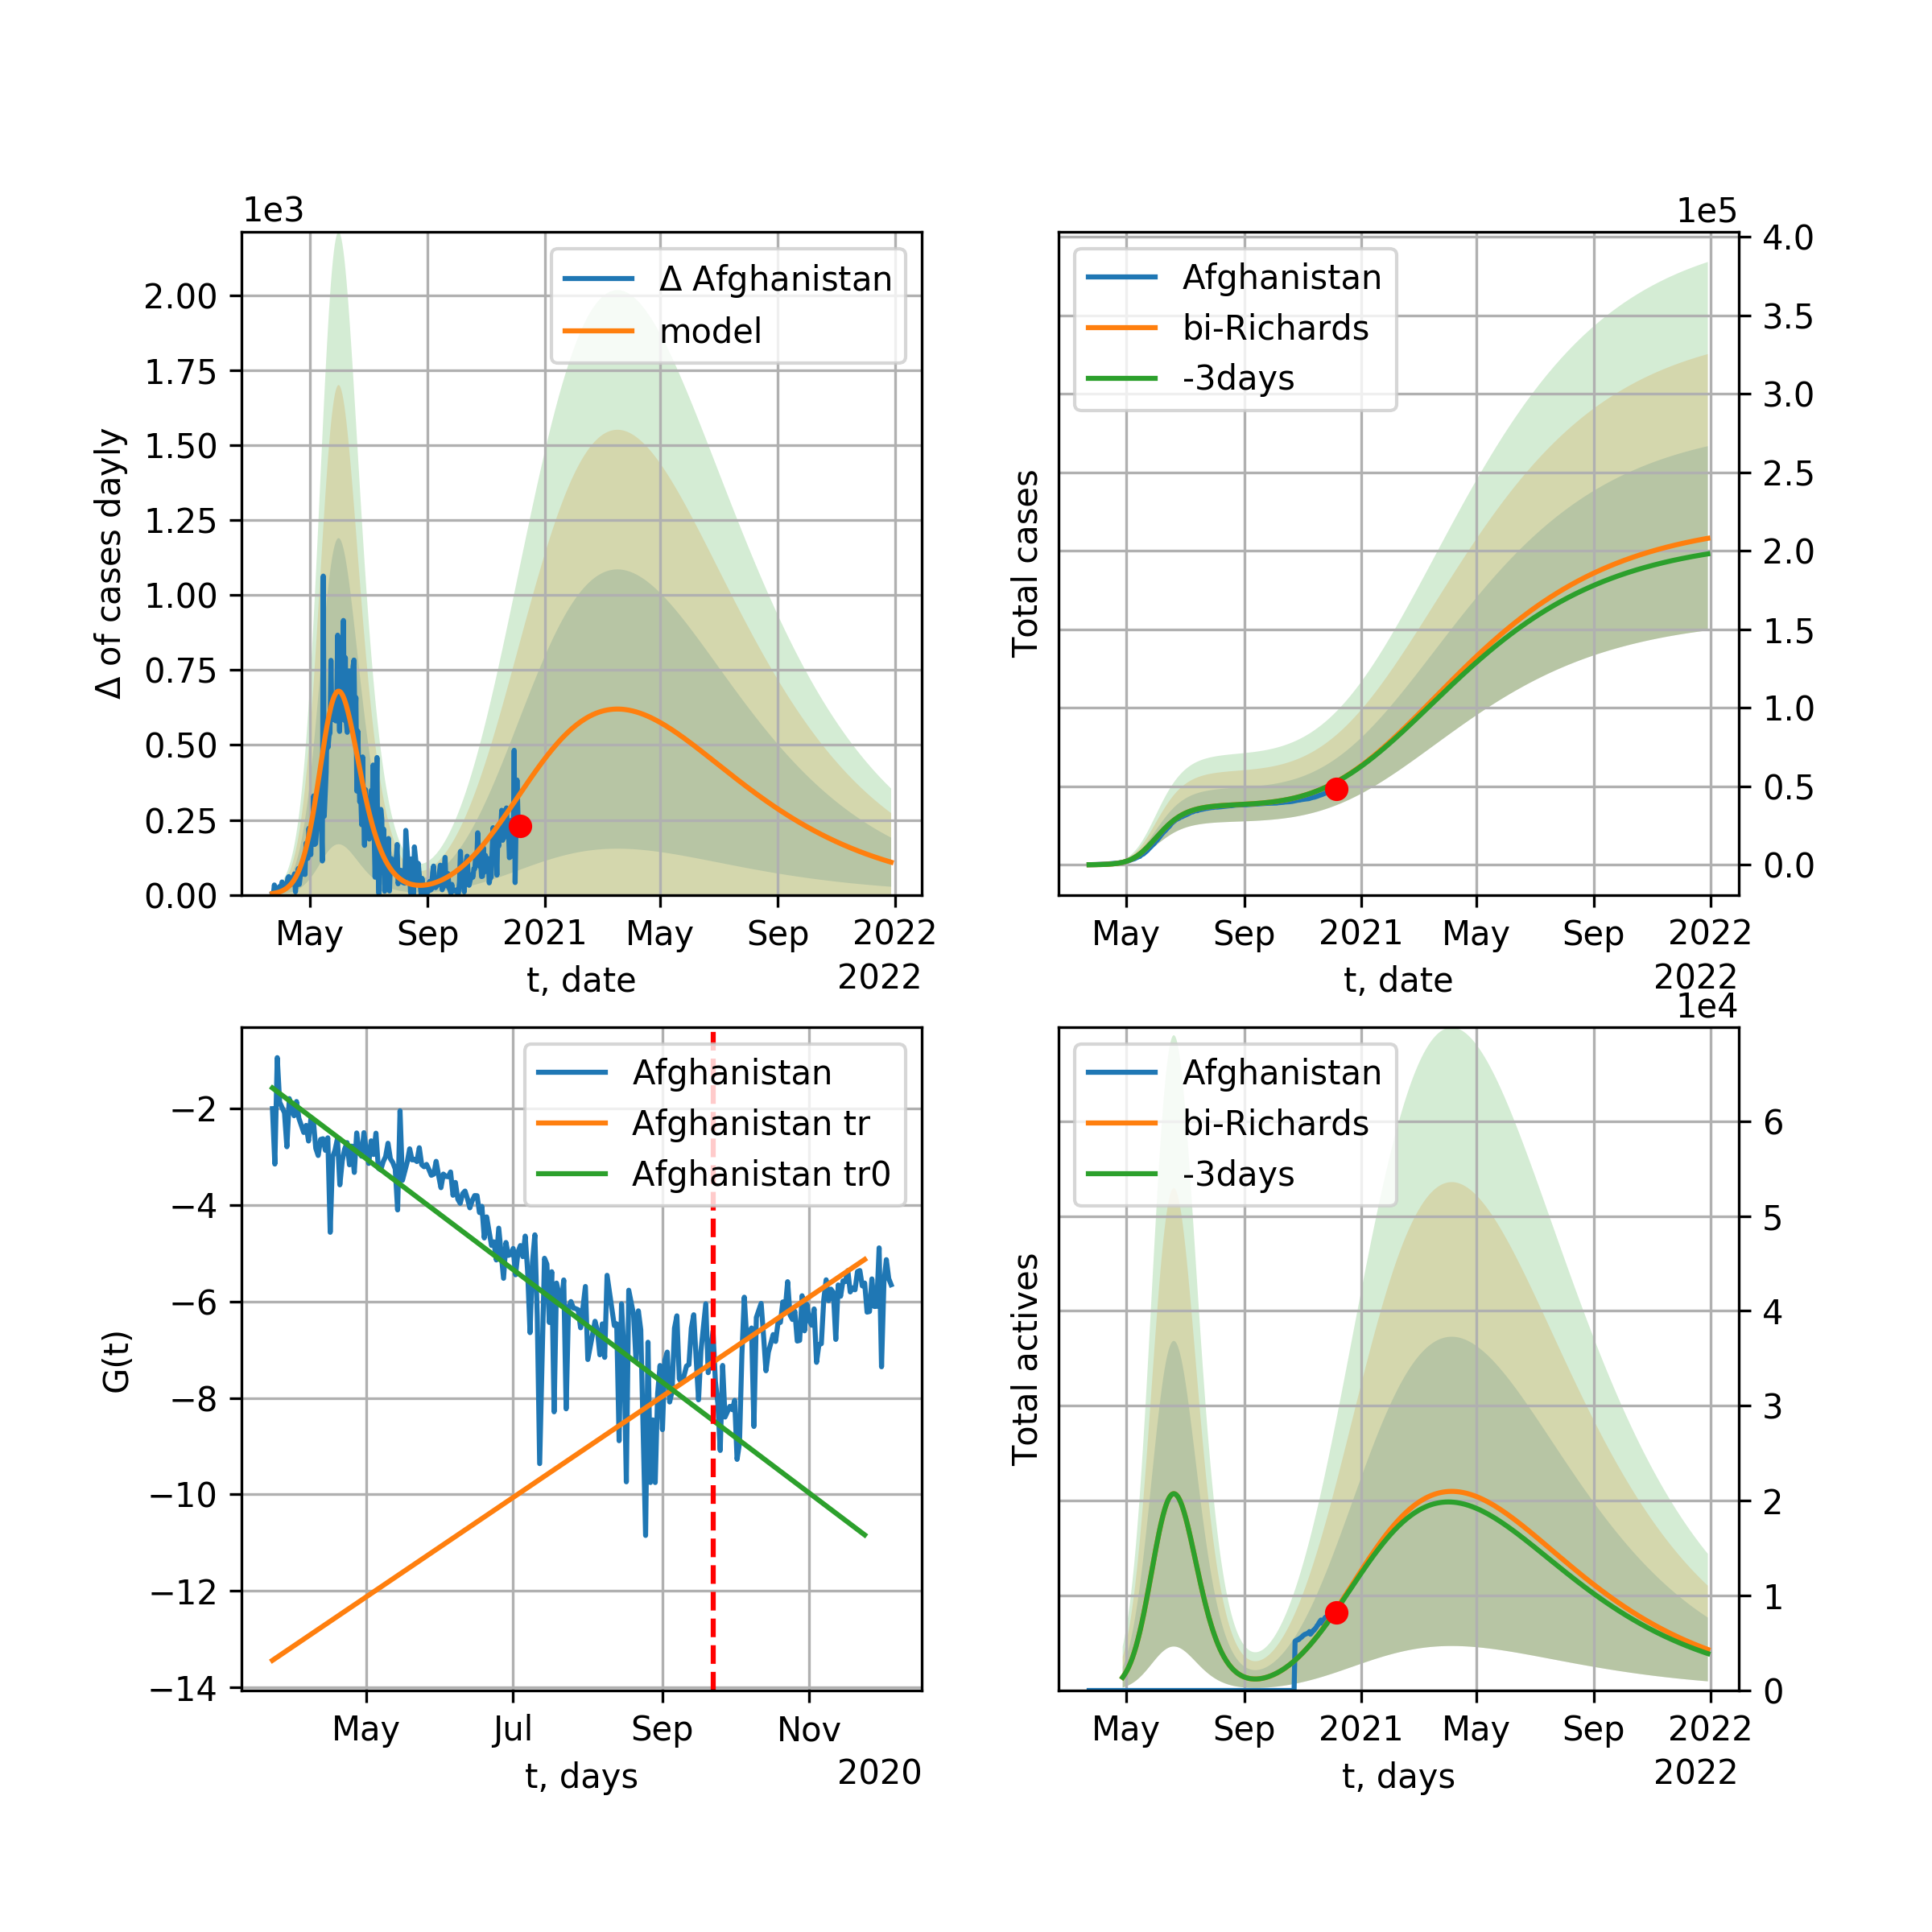 1e3
Δ of cases dayly
2.00
1.75
1.50
1.25
1.00
0.75
0.50
0.25
0.00
Δ Afghanistan
model
May Sep 2021 May Sep 2022
t, date 2022
1e5
Total cases
Afghanistan
bi-Richards
-3days
4.0
3.5
3.0
2.5
2.0
1.5
1.0
0.5
0.0
May Sep 2021 May Sep 2022
t, date 2022
G(t)
−2
−4
−6
−8
−10
−12
−14
Afghanistan
Afghanistan tr
Afghanistan tr0
May Jul Sep Nov
t, days 2020
1e4
Total actives
Afghanistan
bi-Richards
-3days
6
5
4
3
2
1
0
May Sep 2021 May Sep 2022
t, days 2022